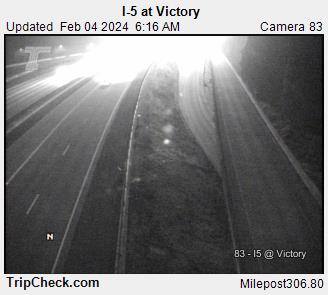 I-5 at Victory
Updated  Feb 04 2024  6:16 AM
Camera 83
T
N
83 - I5 @ Victory
TripCheck.com
Milepost306.80